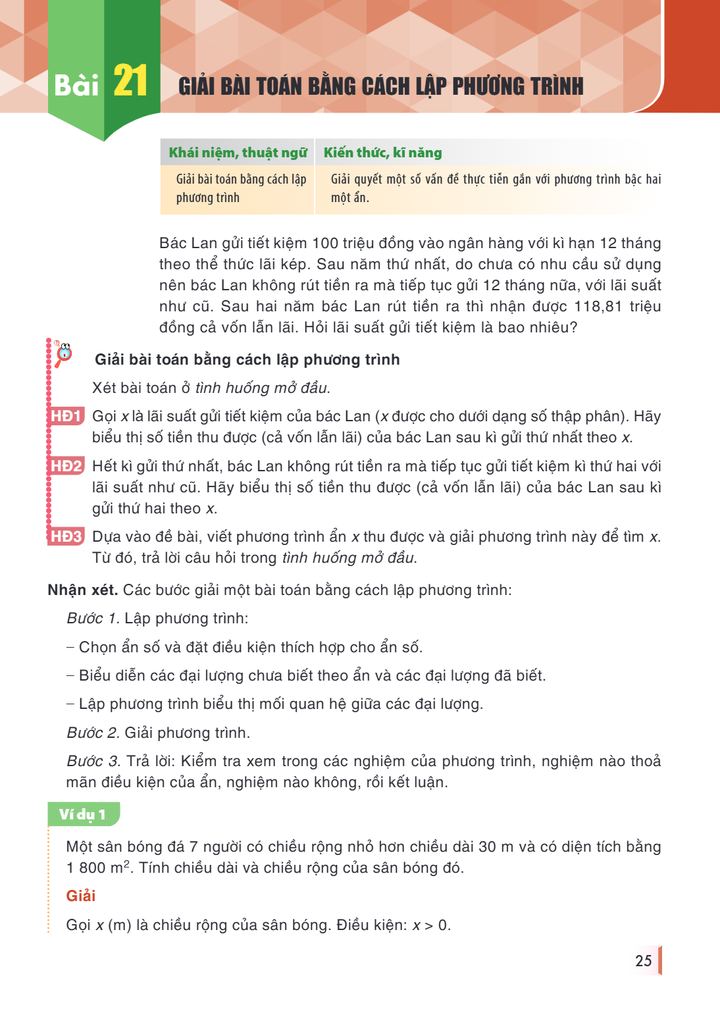 Bài 21
GIẢI BÀI TOÁN BẰNG CÁCH LẬP PHƯƠNG TRÌNH
Khái niệm, thuật ngữ
Giải bài toán bằng cách lập
phương trình
Kiến thức, kĩ năng
Giải quyết một số vấn đề thực tiễn gắn với phương trình bậc hai
một ẩn.
Bác Lan gửi tiết kiệm 100 triệu đồng vào ngân hàng với kì hạn 12 tháng
theo thể thức lãi kép. Sau năm thứ nhất, do chưa có nhu cầu sử dụng
nên bác Lan không rút tiền ra mà tiếp tục gửi 12 tháng nữa, với lãi suất
như cũ. Sau hai năm bác Lan rút tiền ra thì nhận được 118,81 triệu
đồng cả vốn lẫn lãi. Hỏi lãi suất gửi tiết kiệm là bao nhiêu?
Giải bài toán bằng cách lập phương trình
Xét bài toán ở tình huống mở đầu.
HĐ1 Gọi x là lãi suất gửi tiết kiệm của bác Lan (x được cho dưới dạng số thập phân). Hãy
biểu thị số tiền thu được (cả vốn lẫn lãi) của bác Lan sau kì gửi thứ nhất theo x.
HĐ2 Hết kì gửi thứ nhất, bác Lan không rút tiền ra mà tiếp tục gửi tiết kiệm kì thứ hai với
lãi suất như cũ. Hãy biểu thị số tiền thu được (cả vốn lẫn lãi) của bác Lan sau kì
gửi thứ hai theo x.
HĐ3 Dựa vào đề bài, viết phương trình ẩn x thu được và giải phương trình này để tìm x.
Từ đó, trả lời câu hỏi trong tình huống mở đầu.
Nhận xét. Các bước giải một bài toán bằng cách lập phương trình:
Bước 1. Lập phương trình:
– Chọn ẩn số và đặt điều kiện thích hợp cho ẩn số.
– Biểu diễn các đại lượng chưa biết theo ẩn và các đại lượng đã biết.
– Lập phương trình biểu thị mối quan hệ giữa các đại lượng.
Bước 2. Giải phương trình.
Bước 3. Trả lời: Kiểm tra xem trong các nghiệm của phương trình, nghiệm nào thoả
mãn điều kiện của ẩn, nghiệm nào không, rồi kết luận.
Ví dụ 1
Một sân bóng đá 7 người có chiều rộng nhỏ hơn chiều dài 30 m và có diện tích bằng
1 800 m². Tính chiều dài và chiều rộng của sân bóng đó.
Giải
Gọi x (m) là chiều rộng của sân bóng. Điều kiện: x > 0.
25